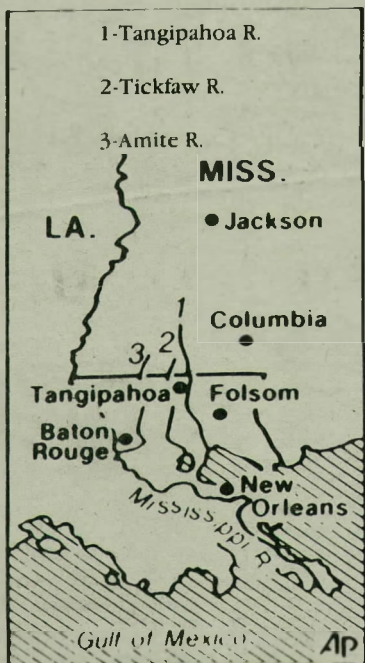 1-Tangipahoa R.
2-Tickfaw R.
3-Amite R.
MISS.
LA.
Jackson
1
Columbia
3 2
Tangipahoa
Folsom
Baton
Rouge
New
Orleans
Mississippi R.
Gulf of Mexico
AP